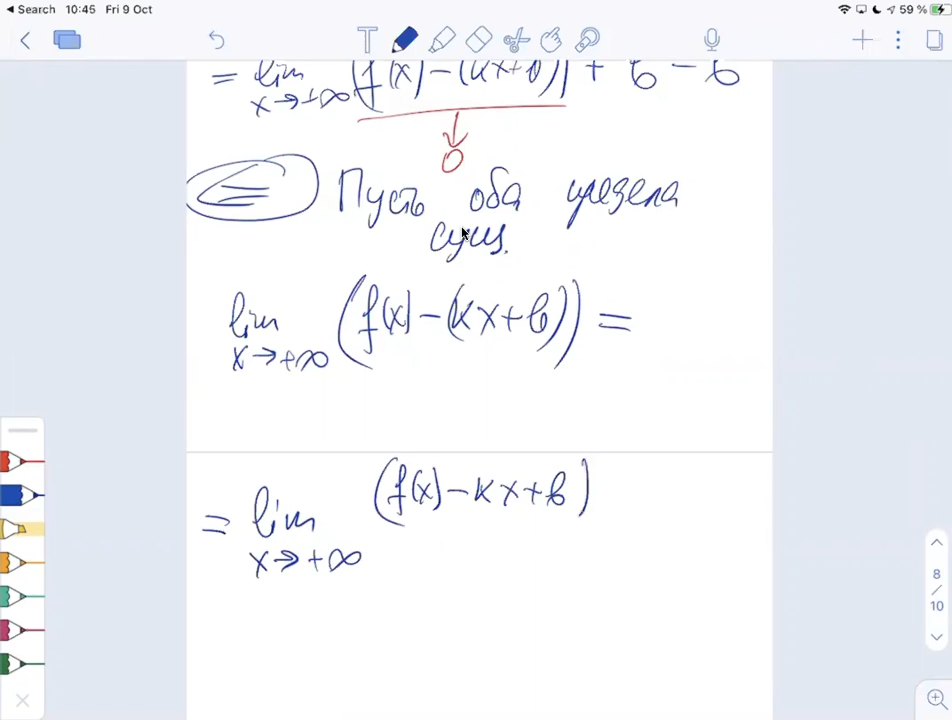 Search 10:45 Fri 9 Oct 59 %
= lim (f(x) – (kx+b)) + b – b
x→+∞
0
⇐ Пусть оба предела
сущ.
lim (f(x) – (kx+b)) =
x→+∞
= lim (f(x) – kx+b)
x→+∞
8
/
10